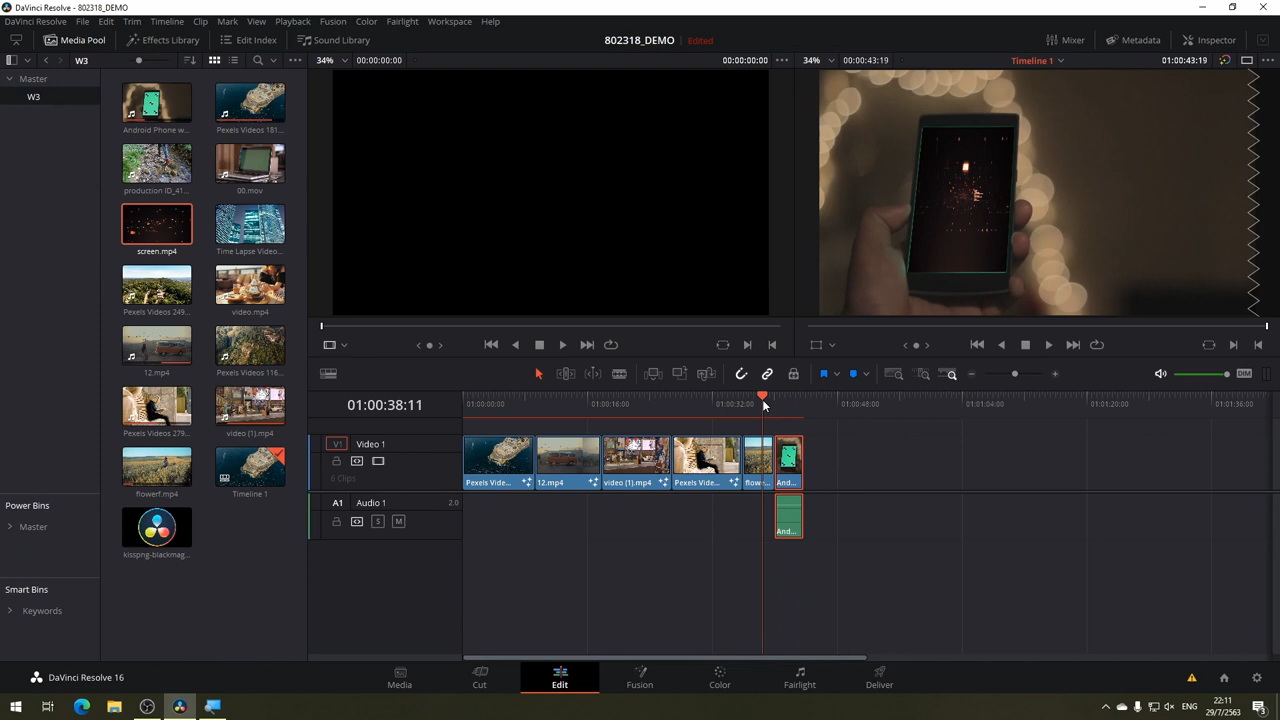 DaVinci Resolve - 802318_DEMO
DaVinci Resolve File Edit Trim Timeline Clip Mark View Playback Fusion Color Fairlight Workspace Help
Media Pool Effects Library Edit Index Sound Library 802318_DEMO Edited Mixer Metadata Inspector
W3 34% 00:00:00:00 00:00:00:00 34% 00:00:43:19 Timeline 1 01:00:43:19
Master
W3
Android Phone w... Pexels Videos 181...
production ID_41... 00.mov
screen.mp4 Time Lapse Video...
Pexels Videos 249... video.mp4
12.mp4 Pexels Videos 116...
Pexels Videos 279... video (1).mp4
flowerf.mp4 Timeline 1
kisspng-blackmag...
Power Bins
Master
Smart Bins
Keywords
DIM
01:00:38:11
01:00:00:00 01:00:16:00 01:00:32:00 01:00:48:00 01:01:04:00 01:01:20:00 01:01:36:00
V1 Video 1
6 Clips
Pexels Vide... 12.mp4 video (1).mp4 Pexels Vide... flowe... And...
A1 Audio 1 2.0
S M
And...
DaVinci Resolve 16
Media Cut Edit Fusion Color Fairlight Deliver
ENG
22:11
29/7/2563
3